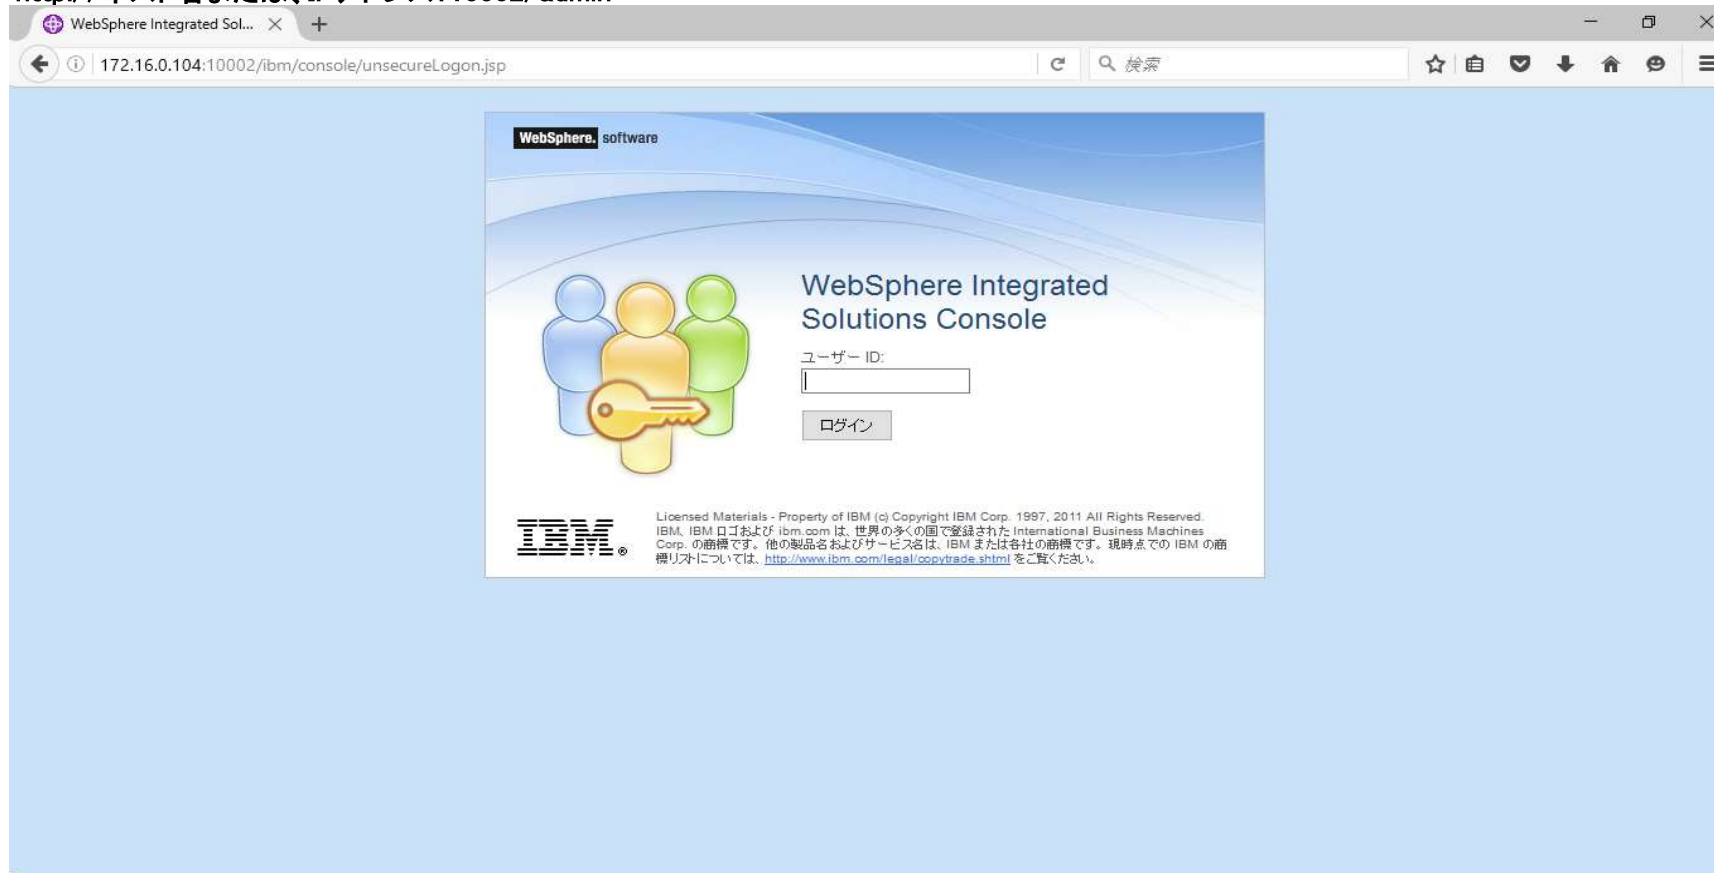 WebSphere Integrated Sol...
172.16.0.104:10002/ibm/console/unsecureLogon.jsp
検索
WebSphere. software
WebSphere Integrated
Solutions Console
ユーザー ID:
ログイン
IBM®
Licensed Materials - Property of IBM (c) Copyright IBM Corp. 1997, 2011 All Rights Reserved.
IBM、IBM ロゴおよび ibm.com は、世界の多くの国で登録された International Business Machines
Corp. の商標です。他の製品名およびサービス名は、IBM または各社の商標です。現時点での IBM の商
標リストについては、http://www.ibm.com/legal/copytrade.shtml をご覧ください。